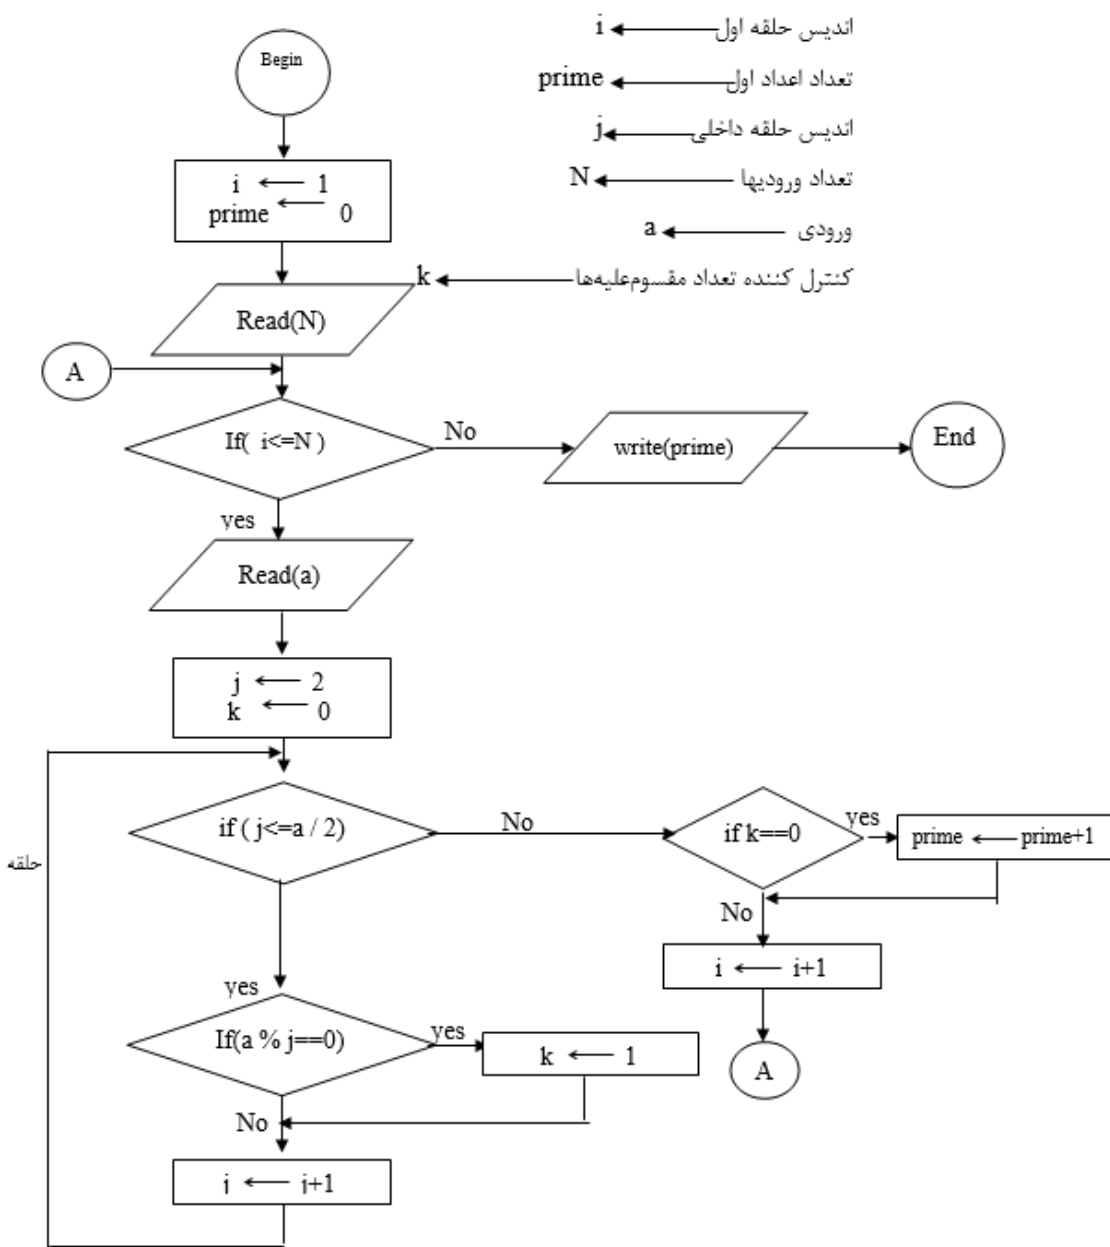 اندیس حلقه اول ← i
Begin
تعداد اعداد اول ← prime
اندیس حلقه داخلی ← j
i ← 1
تعداد ورودیها ← N
prime ← 0
ورودی ← a
کنترل کننده تعداد مقسوم‌علیه‌ها ← k
Read(N)
A
If( i<=N )
No
write(prime)
End
yes
Read(a)
j ← 2
k ← 0
if ( j<=a / 2)
No
if k==0
yes
prime ← prime+1
حلقه
No
i ← i+1
yes
If(a % j==0)
yes
k ← 1
A
No
j ← j+1